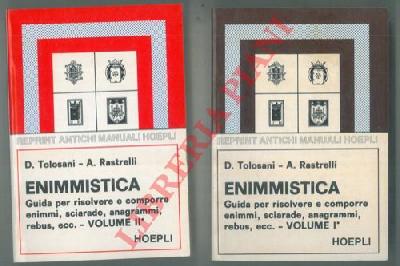 REPRINT ANTICHI MANUALI HOEPLI
D. Tolosani - A. Rastrelli
ENIMMISTICA
Guida per risolvere e comporre
enimmi, sciarade, anagrammi,
rebus, ecc. - VOLUME II°
HOEPLI
REPRINT ANTICHI MANUALI HOEPLI
D. Tolosani - A. Rastrelli
ENIMMISTICA
Guida per risolvere e comporre
enimmi, sciarade, anagrammi,
rebus, ecc. - VOLUME I°
HOEPLI
LIBRERIA PIANI